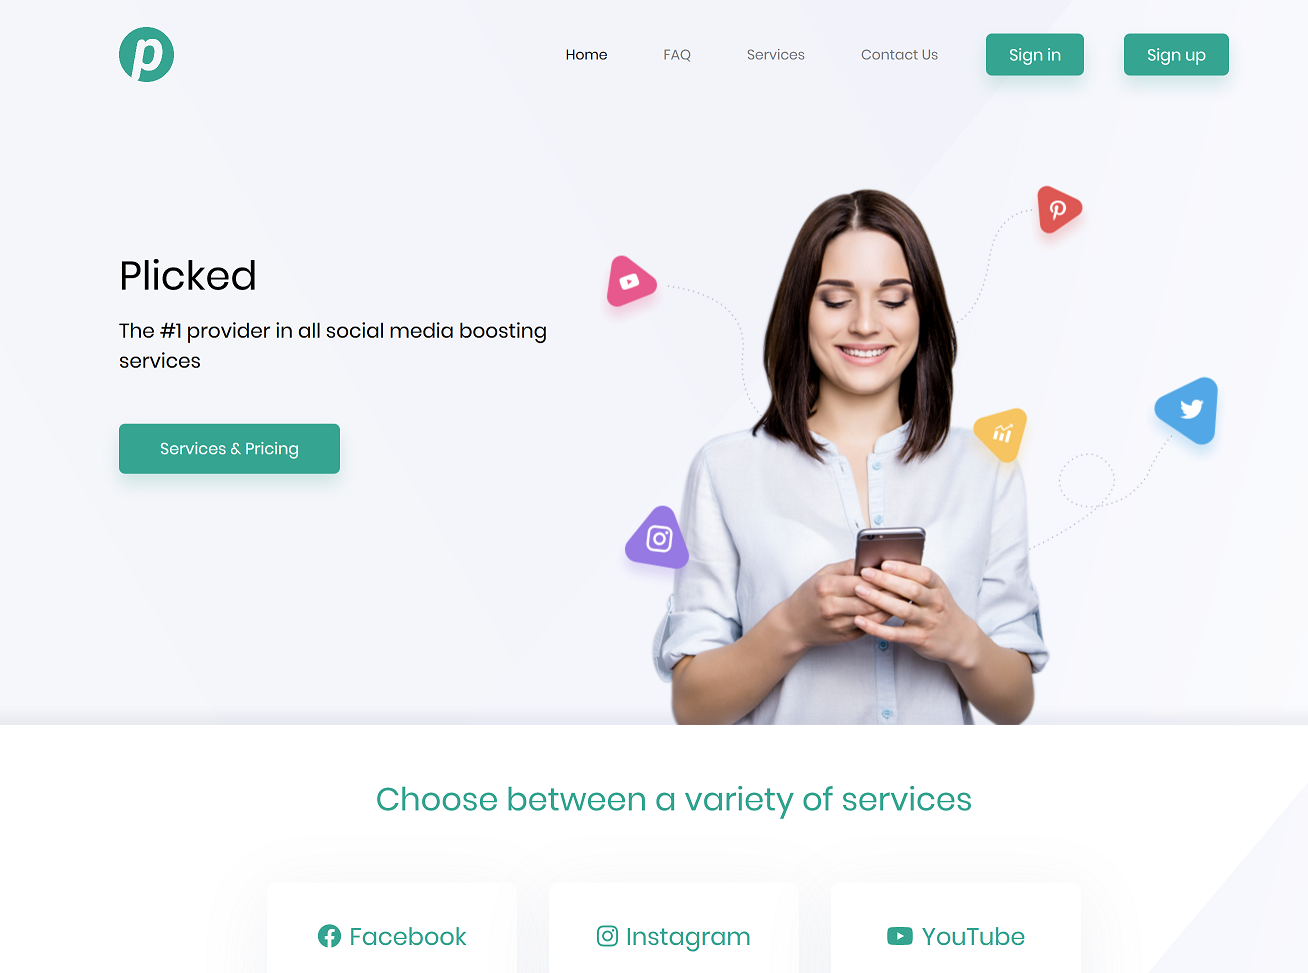 p
Home
FAQ
Services
Contact Us
Sign in
Sign up
Plicked
The #1 provider in all social media boosting
services
Services & Pricing
Choose between a variety of services
Facebook
Instagram
YouTube